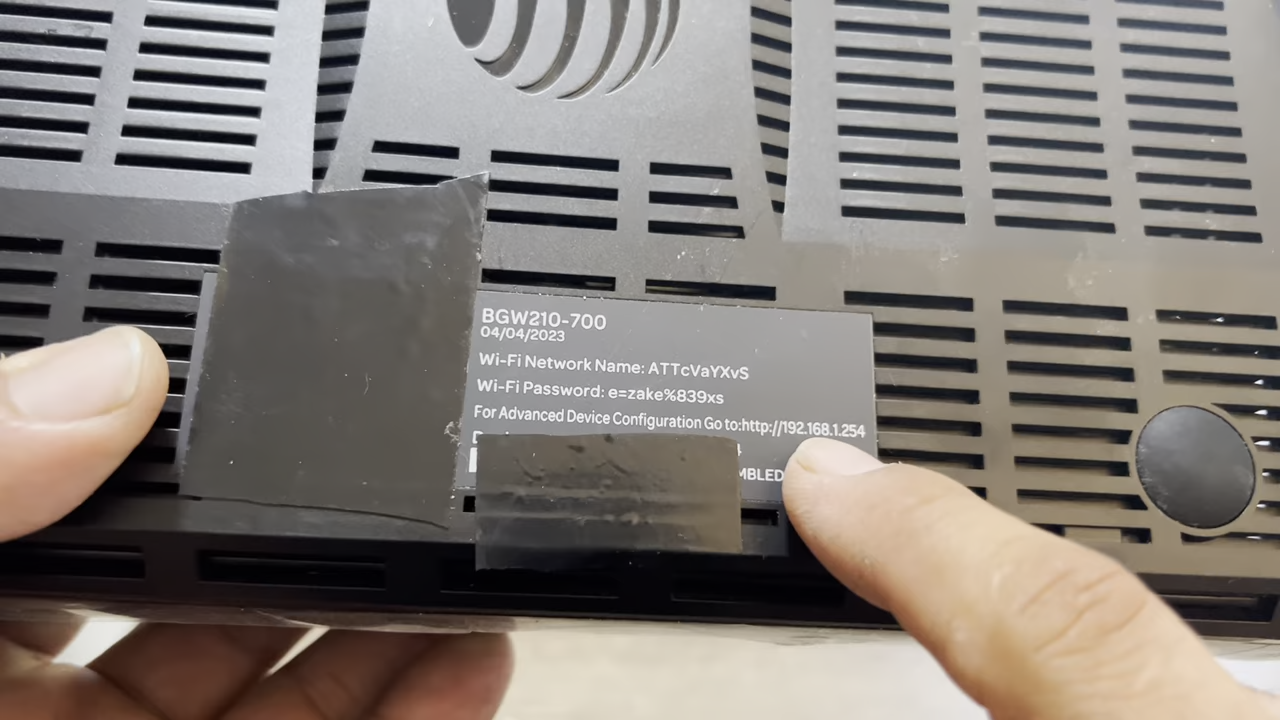 BGW210-700
04/04/2023
Wi-Fi Network Name: ATTcVaYXvS
Wi-Fi Password: e=zake%839xs
For Advanced Device Configuration Go to:http://192.168.1.254